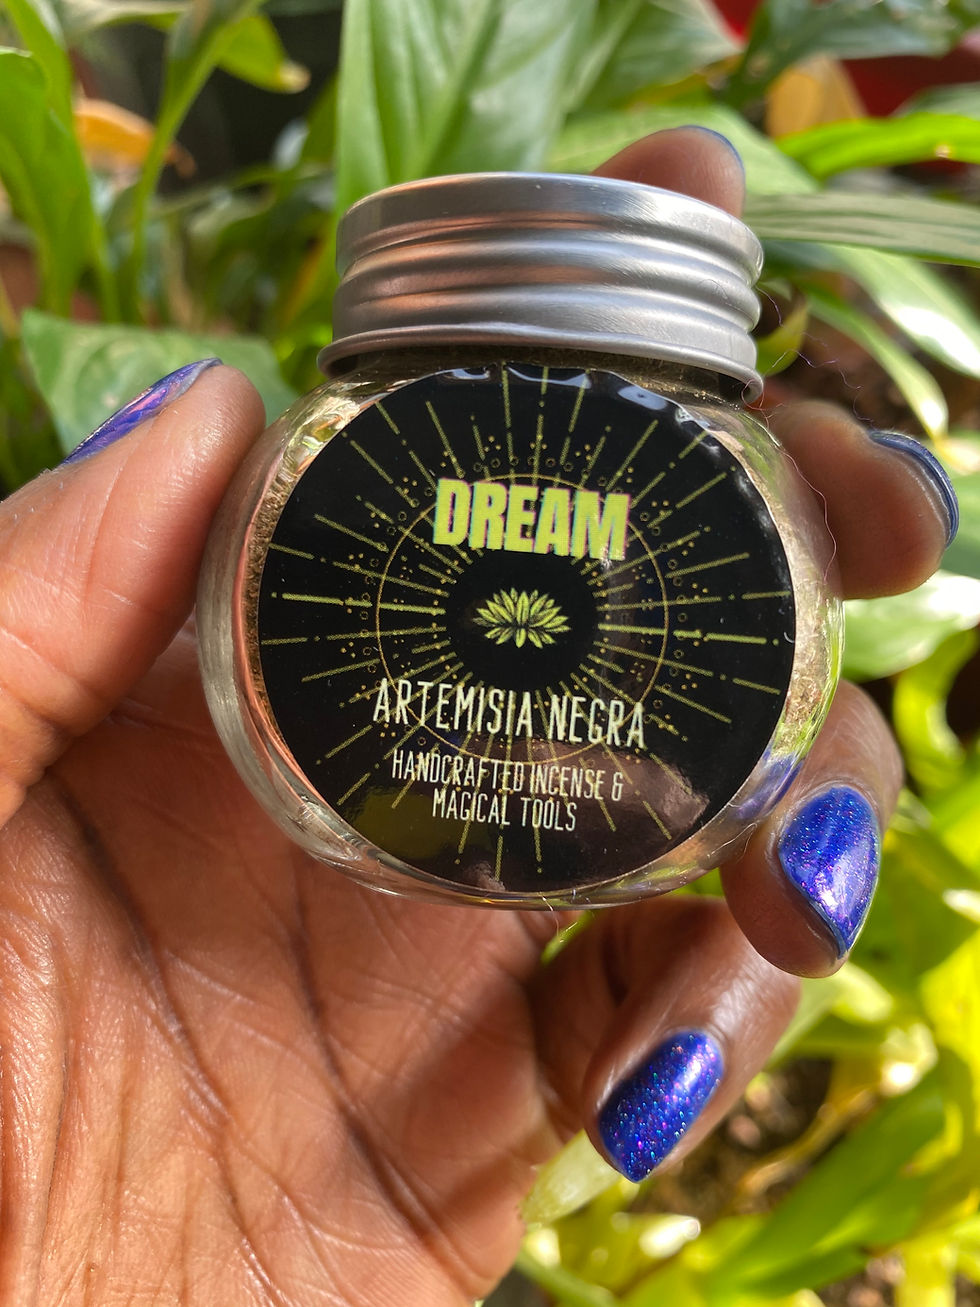 DREAM
ARTEMISIA NEGRA
HANDCRAFTED INCENSE &
MAGICAL TOOLS